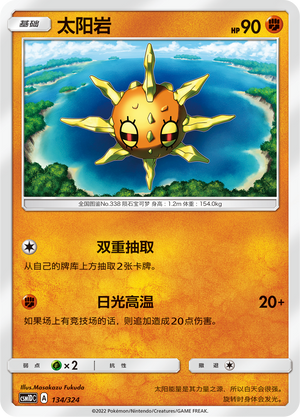 基础 太阳岩 HP90
全国图鉴No.338 陨石宝可梦 身高：1.2m 体重：154.0kg
双重抽取
从自己的牌库上方抽取2张卡牌。
日光高温 20+
如果场上有竞技场的话，则追加造成20点伤害。
弱点 ×2 抗性 撤退
Illus.Masakazu Fukuda
CSM1DC A 134/324
太阳能量是其力量之源，所以白天会很强。
旋转时身体会发光。
©2022 Pokémon/Nintendo/Creatures/GAME FREAK.